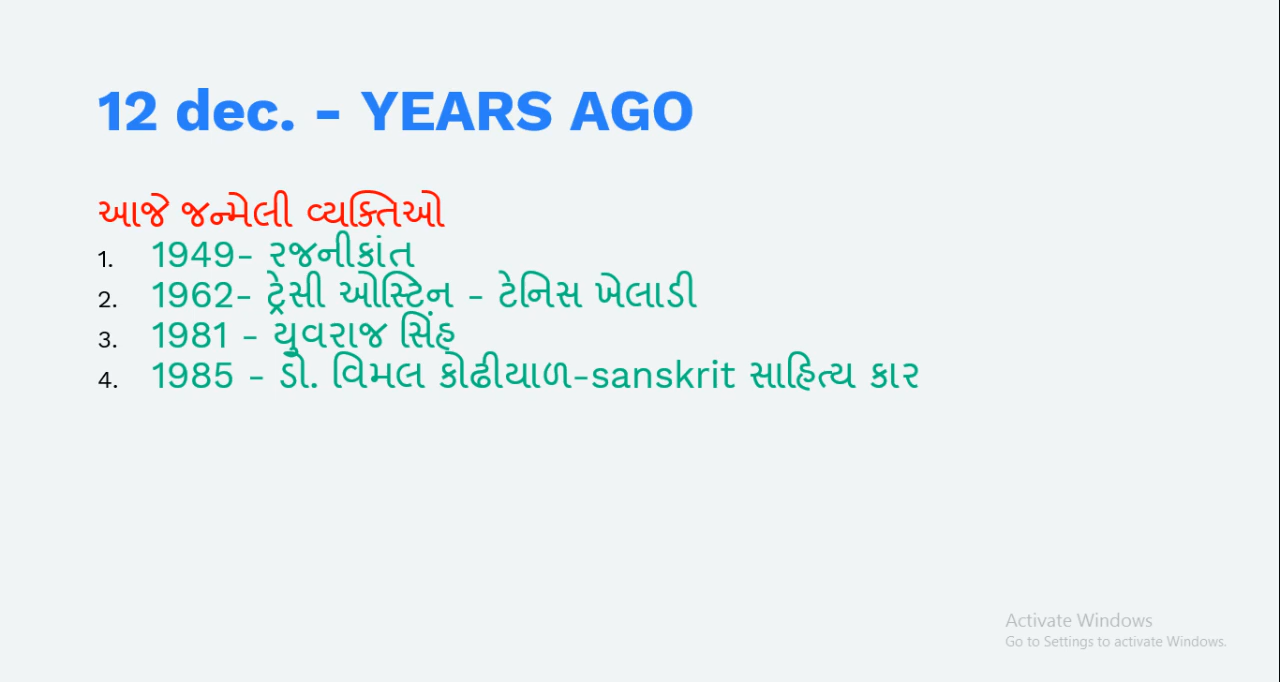 12 dec. - YEARS AGO
આજે જન્મેલી વ્યક્તિઓ
1. 1949- રજનીકાંત
2. 1962- ટ્રેસી ઓસ્ટિન - ટેનિસ ખેલાડી
3. 1981 - યુવરાજ સિંહ
4. 1985 - ડો. વિમલ કોઢીયાળ-sanskrit સાહિત્ય કાર
Activate Windows
Go to Settings to activate Windows.